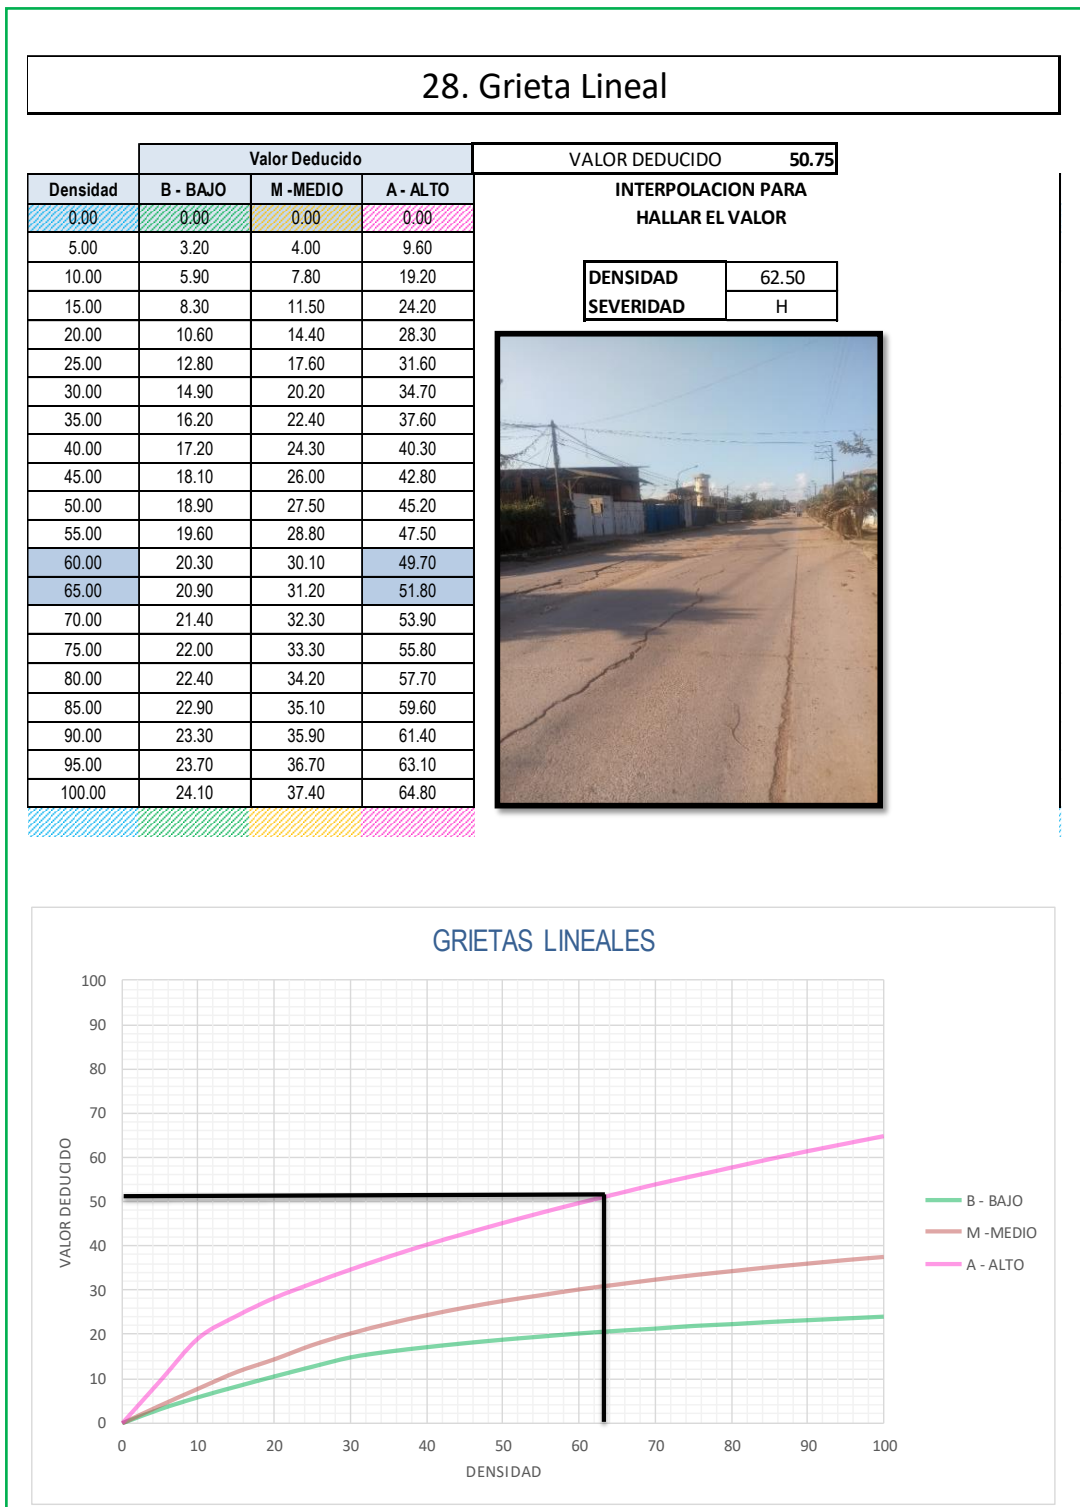 28. Grieta Lineal
Valor Deducido VALOR DEDUCIDO 50.75
Densidad B - BAJO M -MEDIO A - ALTO INTERPOLACION PARA
0.00 0.00 0.00 0.00 HALLAR EL VALOR
5.00 3.20 4.00 9.60
10.00 5.90 7.80 19.20 DENSIDAD 62.50
15.00 8.30 11.50 24.20 SEVERIDAD H
20.00 10.60 14.40 28.30
25.00 12.80 17.60 31.60
30.00 14.90 20.20 34.70
35.00 16.20 22.40 37.60
40.00 17.20 24.30 40.30
45.00 18.10 26.00 42.80
50.00 18.90 27.50 45.20
55.00 19.60 28.80 47.50
60.00 20.30 30.10 49.70
65.00 20.90 31.20 51.80
70.00 21.40 32.30 53.90
75.00 22.00 33.30 55.80
80.00 22.40 34.20 57.70
85.00 22.90 35.10 59.60
90.00 23.30 35.90 61.40
95.00 23.70 36.70 63.10
100.00 24.10 37.40 64.80
GRIETAS LINEALES
100
90
80
70
60
50
40
30
20
10
0
VALOR DEDUCIDO
0 10 20 30 40 50 60 70 80 90 100
DENSIDAD
B - BAJO
M -MEDIO
A - ALTO